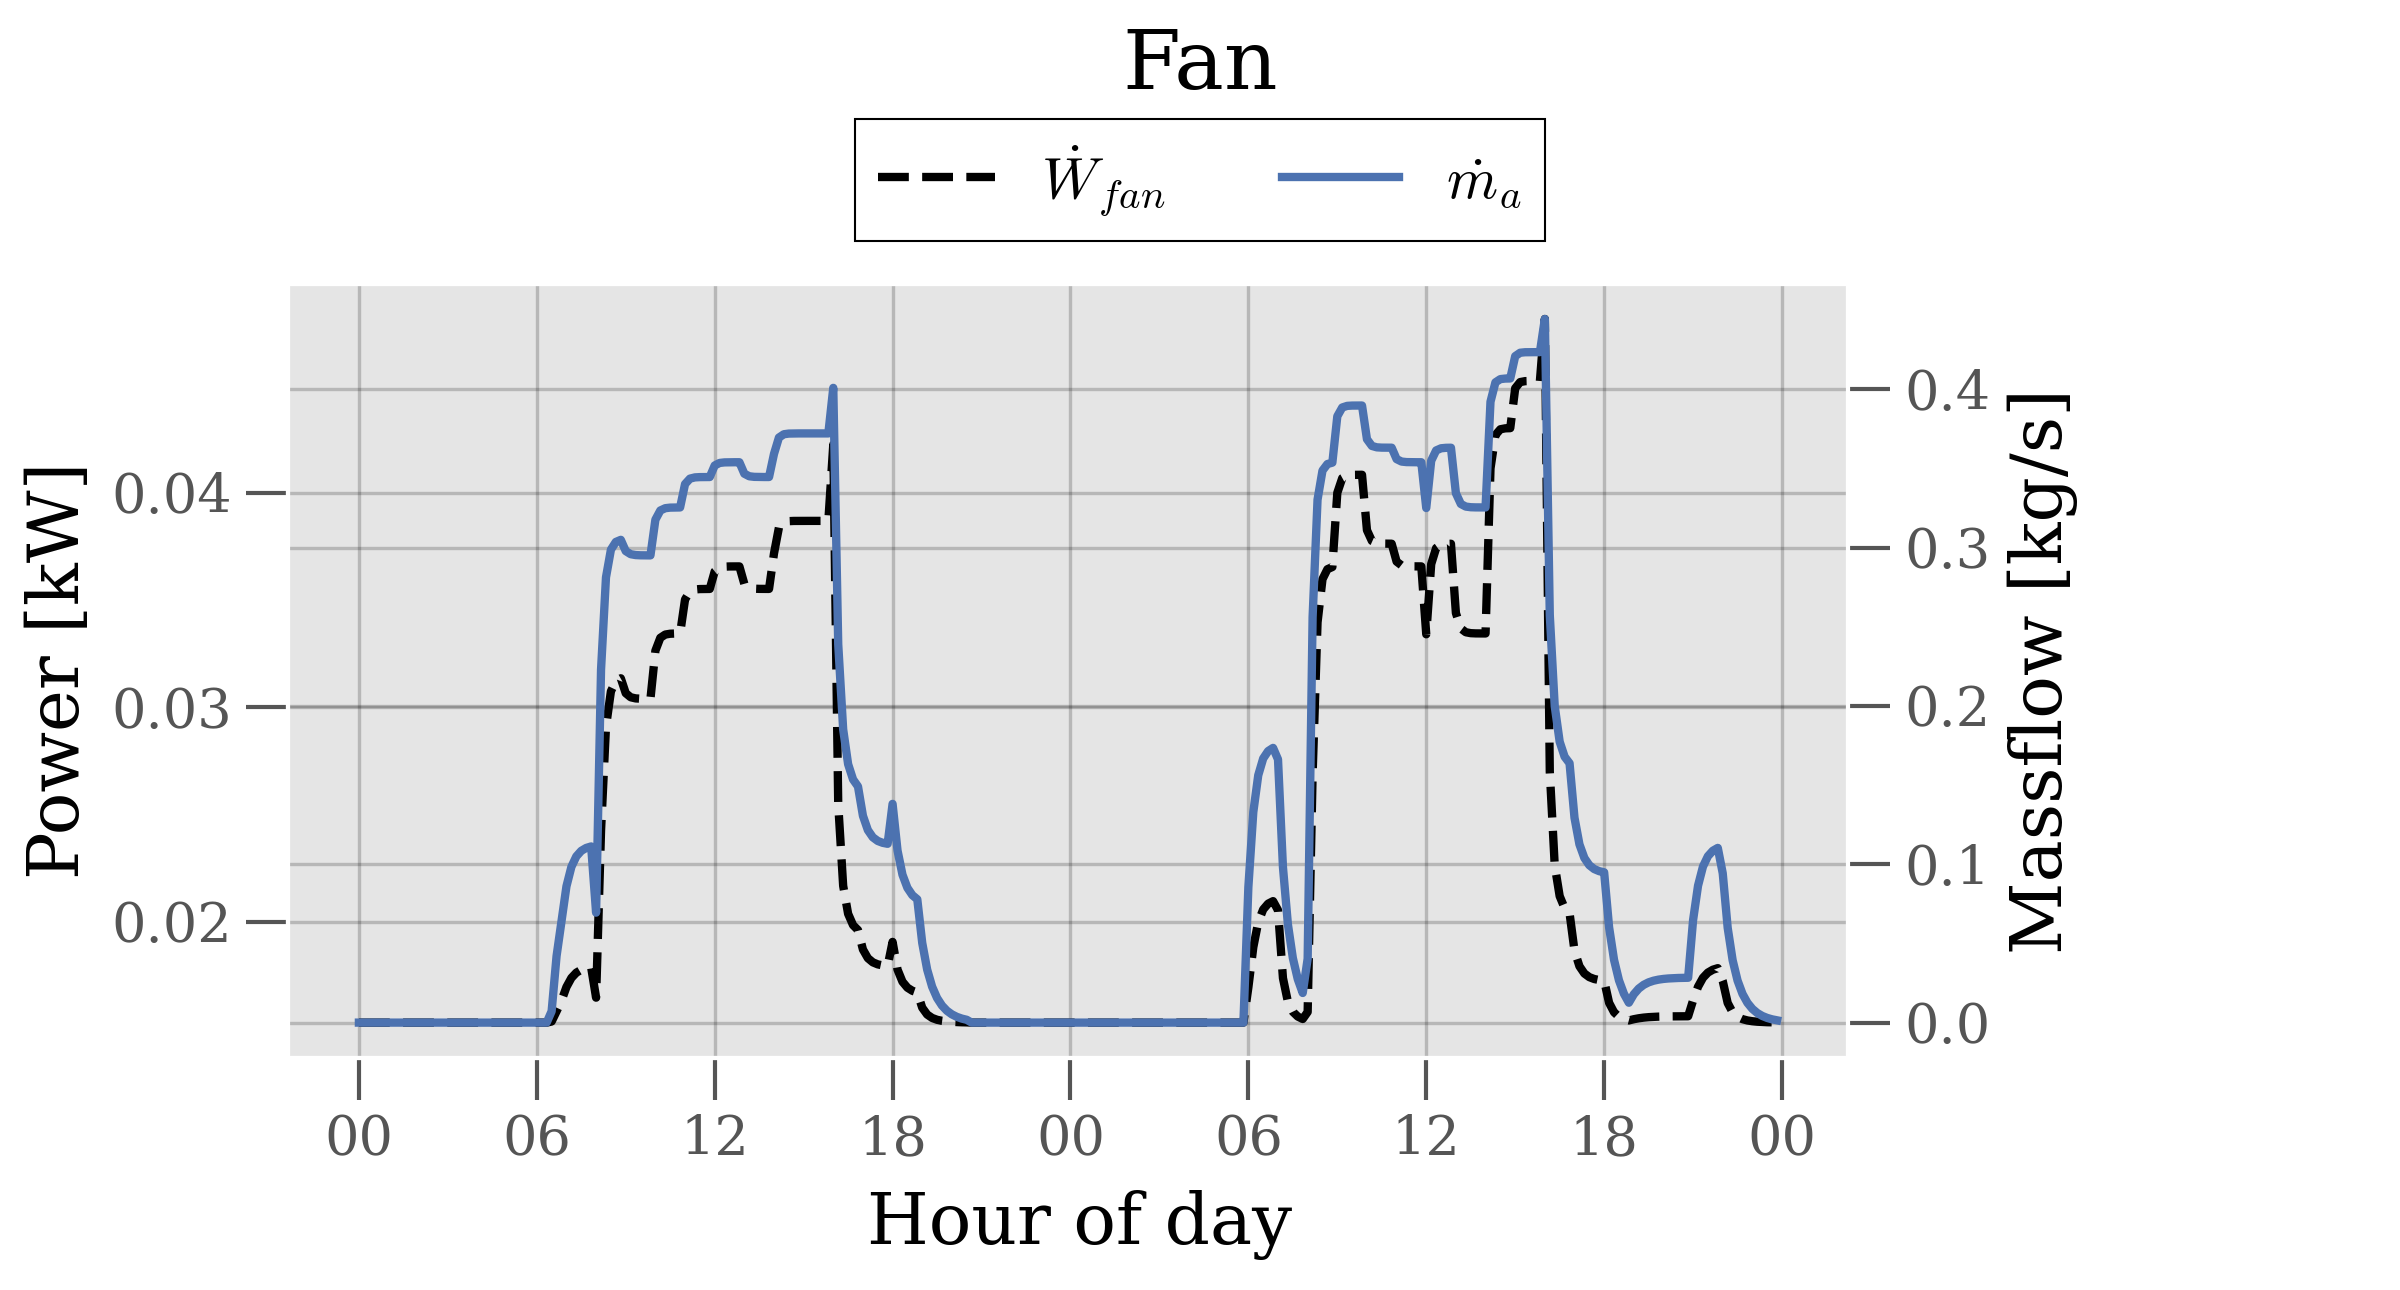 Fan
Ẇ_fan ṁ_a
Power [kW]
0.04
0.03
0.02
0.4
0.3
0.2
0.1
0.0
Massflow [kg/s]
00 06 12 18 00 06 12 18 00
Hour of day